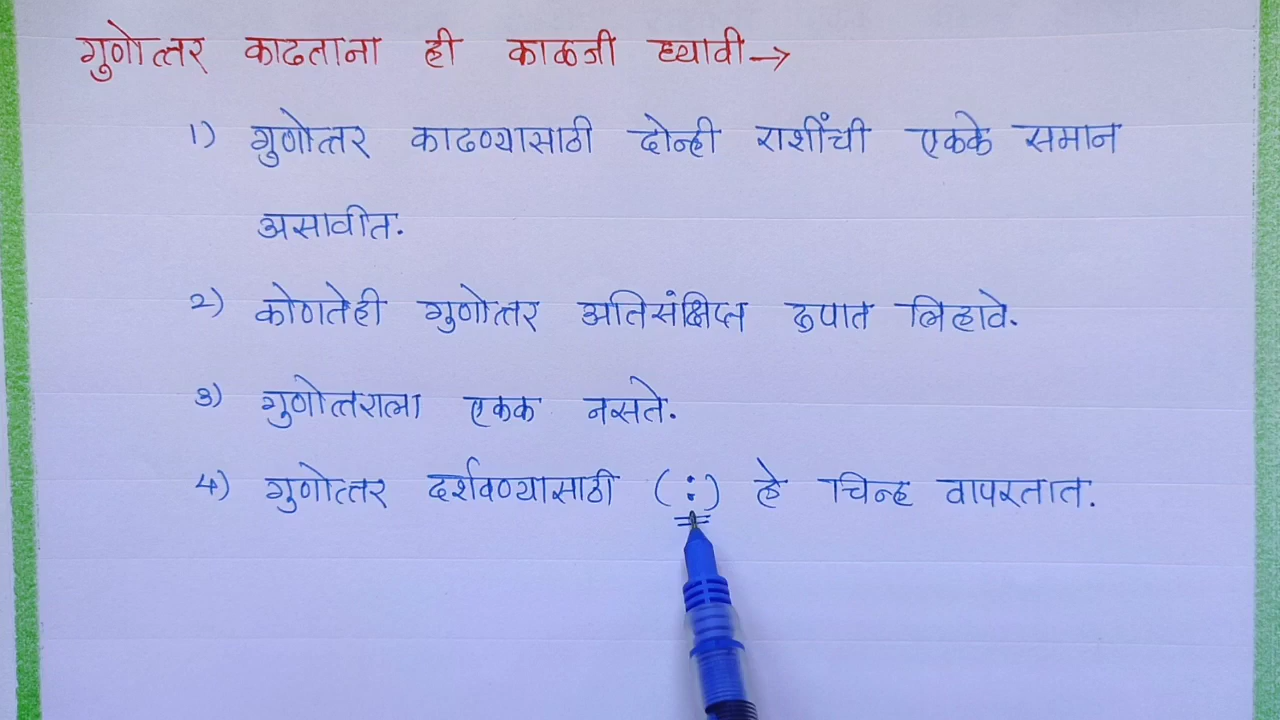 गुणोत्तर काढताना ही काळजी घ्यावी→
1) गुणोत्तर काढण्यासाठी दोन्ही राशींची एकके समान
असावीत.
2) कोणतेही गुणोत्तर अतिसंक्षिप्त रुपात लिहावे.
3) गुणोत्तराला एकक नसते.
4) गुणोत्तर दर्शवण्यासाठी (:) हे चिन्ह वापरतात.